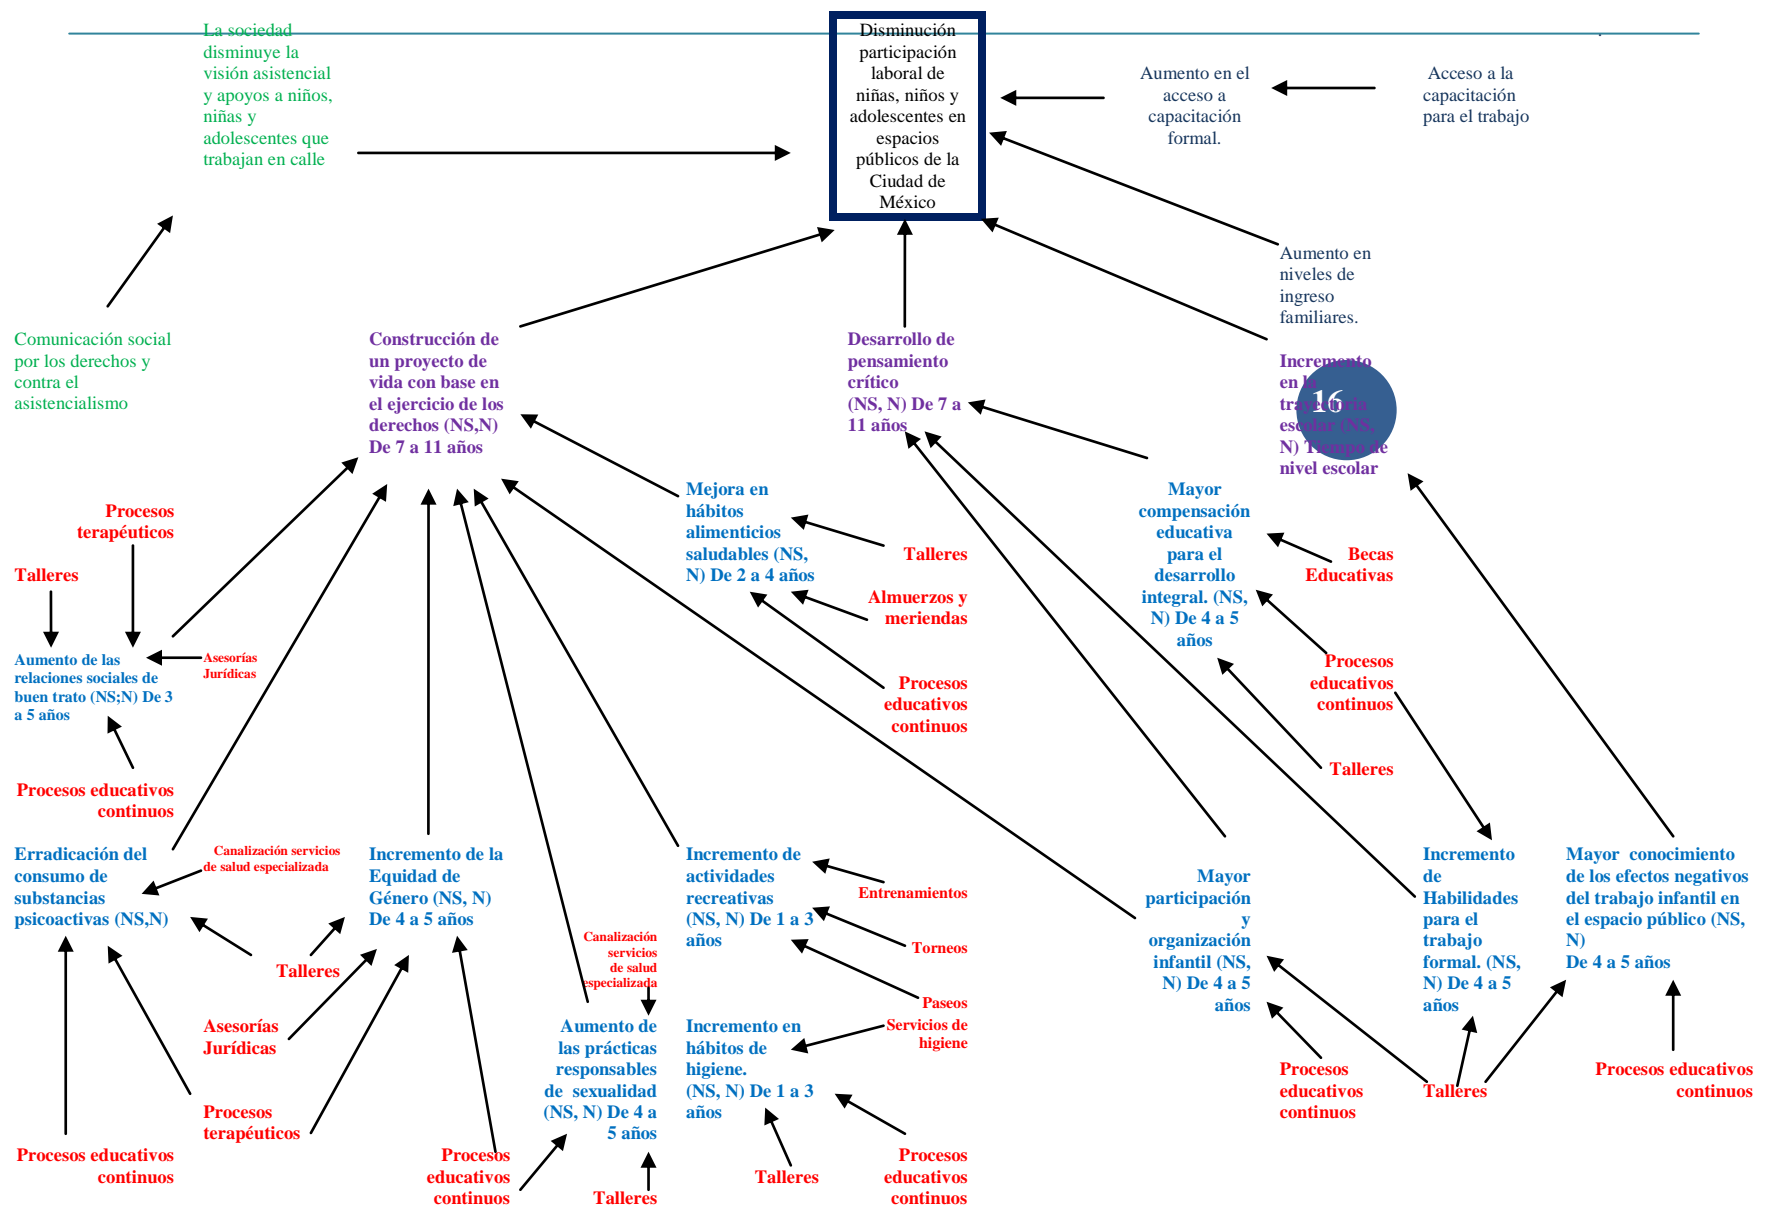 La sociedad
disminuye la
visión asistencial
y apoyos a niños,
niñas y
adolescentes que
trabajan en calle
Disminución
participación
laboral de
niñas, niños y
adolescentes en
espacios
públicos de la
Ciudad de
México
Aumento en el
acceso a
capacitación
formal.
Acceso a la
capacitación
para el trabajo
Aumento en
niveles de
ingreso
familiares.
Comunicación social
por los derechos y
contra el
asistencialismo
Construcción de
un proyecto de
vida con base en
el ejercicio de los
derechos (NS,N)
De 7 a 11 años
Desarrollo de
pensamiento
crítico
(NS, N) De 7 a
11 años
Incremento
en la
trayectoria
escolar (NS,
N) Tiempo de
nivel escolar
16
Procesos
terapéuticos
Talleres
Aumento de las
relaciones sociales de
buen trato (NS;N) De 3
a 5 años
Asesorías
Jurídicas
Procesos educativos
continuos
Mejora en
hábitos
alimenticios
saludables (NS,
N) De 2 a 4 años
Talleres
Almuerzos y
meriendas
Procesos
educativos
continuos
Mayor
compensación
educativa
para el
desarrollo
integral. (NS,
N) De 4 a 5
años
Becas
Educativas
Procesos
educativos
continuos
Talleres
Erradicación del
consumo de
substancias
psicoactivas (NS,N)
Canalización servicios
de salud especializada
Talleres
Asesorías
Jurídicas
Procesos
terapéuticos
Procesos educativos
continuos
Incremento de la
Equidad de
Género (NS, N)
De 4 a 5 años
Procesos
educativos
continuos
Canalización
servicios
de salud
especializada
Aumento de
las prácticas
responsables
de sexualidad
(NS, N) De 4 a
5 años
Talleres
Incremento de
actividades
recreativas
(NS, N) De 1 a 3
años
Entrenamientos
Torneos
Paseos
Incremento en
hábitos de
higiene.
(NS, N) De 1 a 3
años
Servicios de
higiene
Talleres
Procesos
educativos
continuos
Mayor
participación
y
organización
infantil (NS,
N) De 4 a 5
años
Procesos
educativos
continuos
Incremento
de
Habilidades
para el
trabajo
formal. (NS,
N) De 4 a 5
años
Talleres
Mayor conocimiento
de los efectos negativos
del trabajo infantil en
el espacio público (NS,
N)
De 4 a 5 años
Procesos educativos
continuos